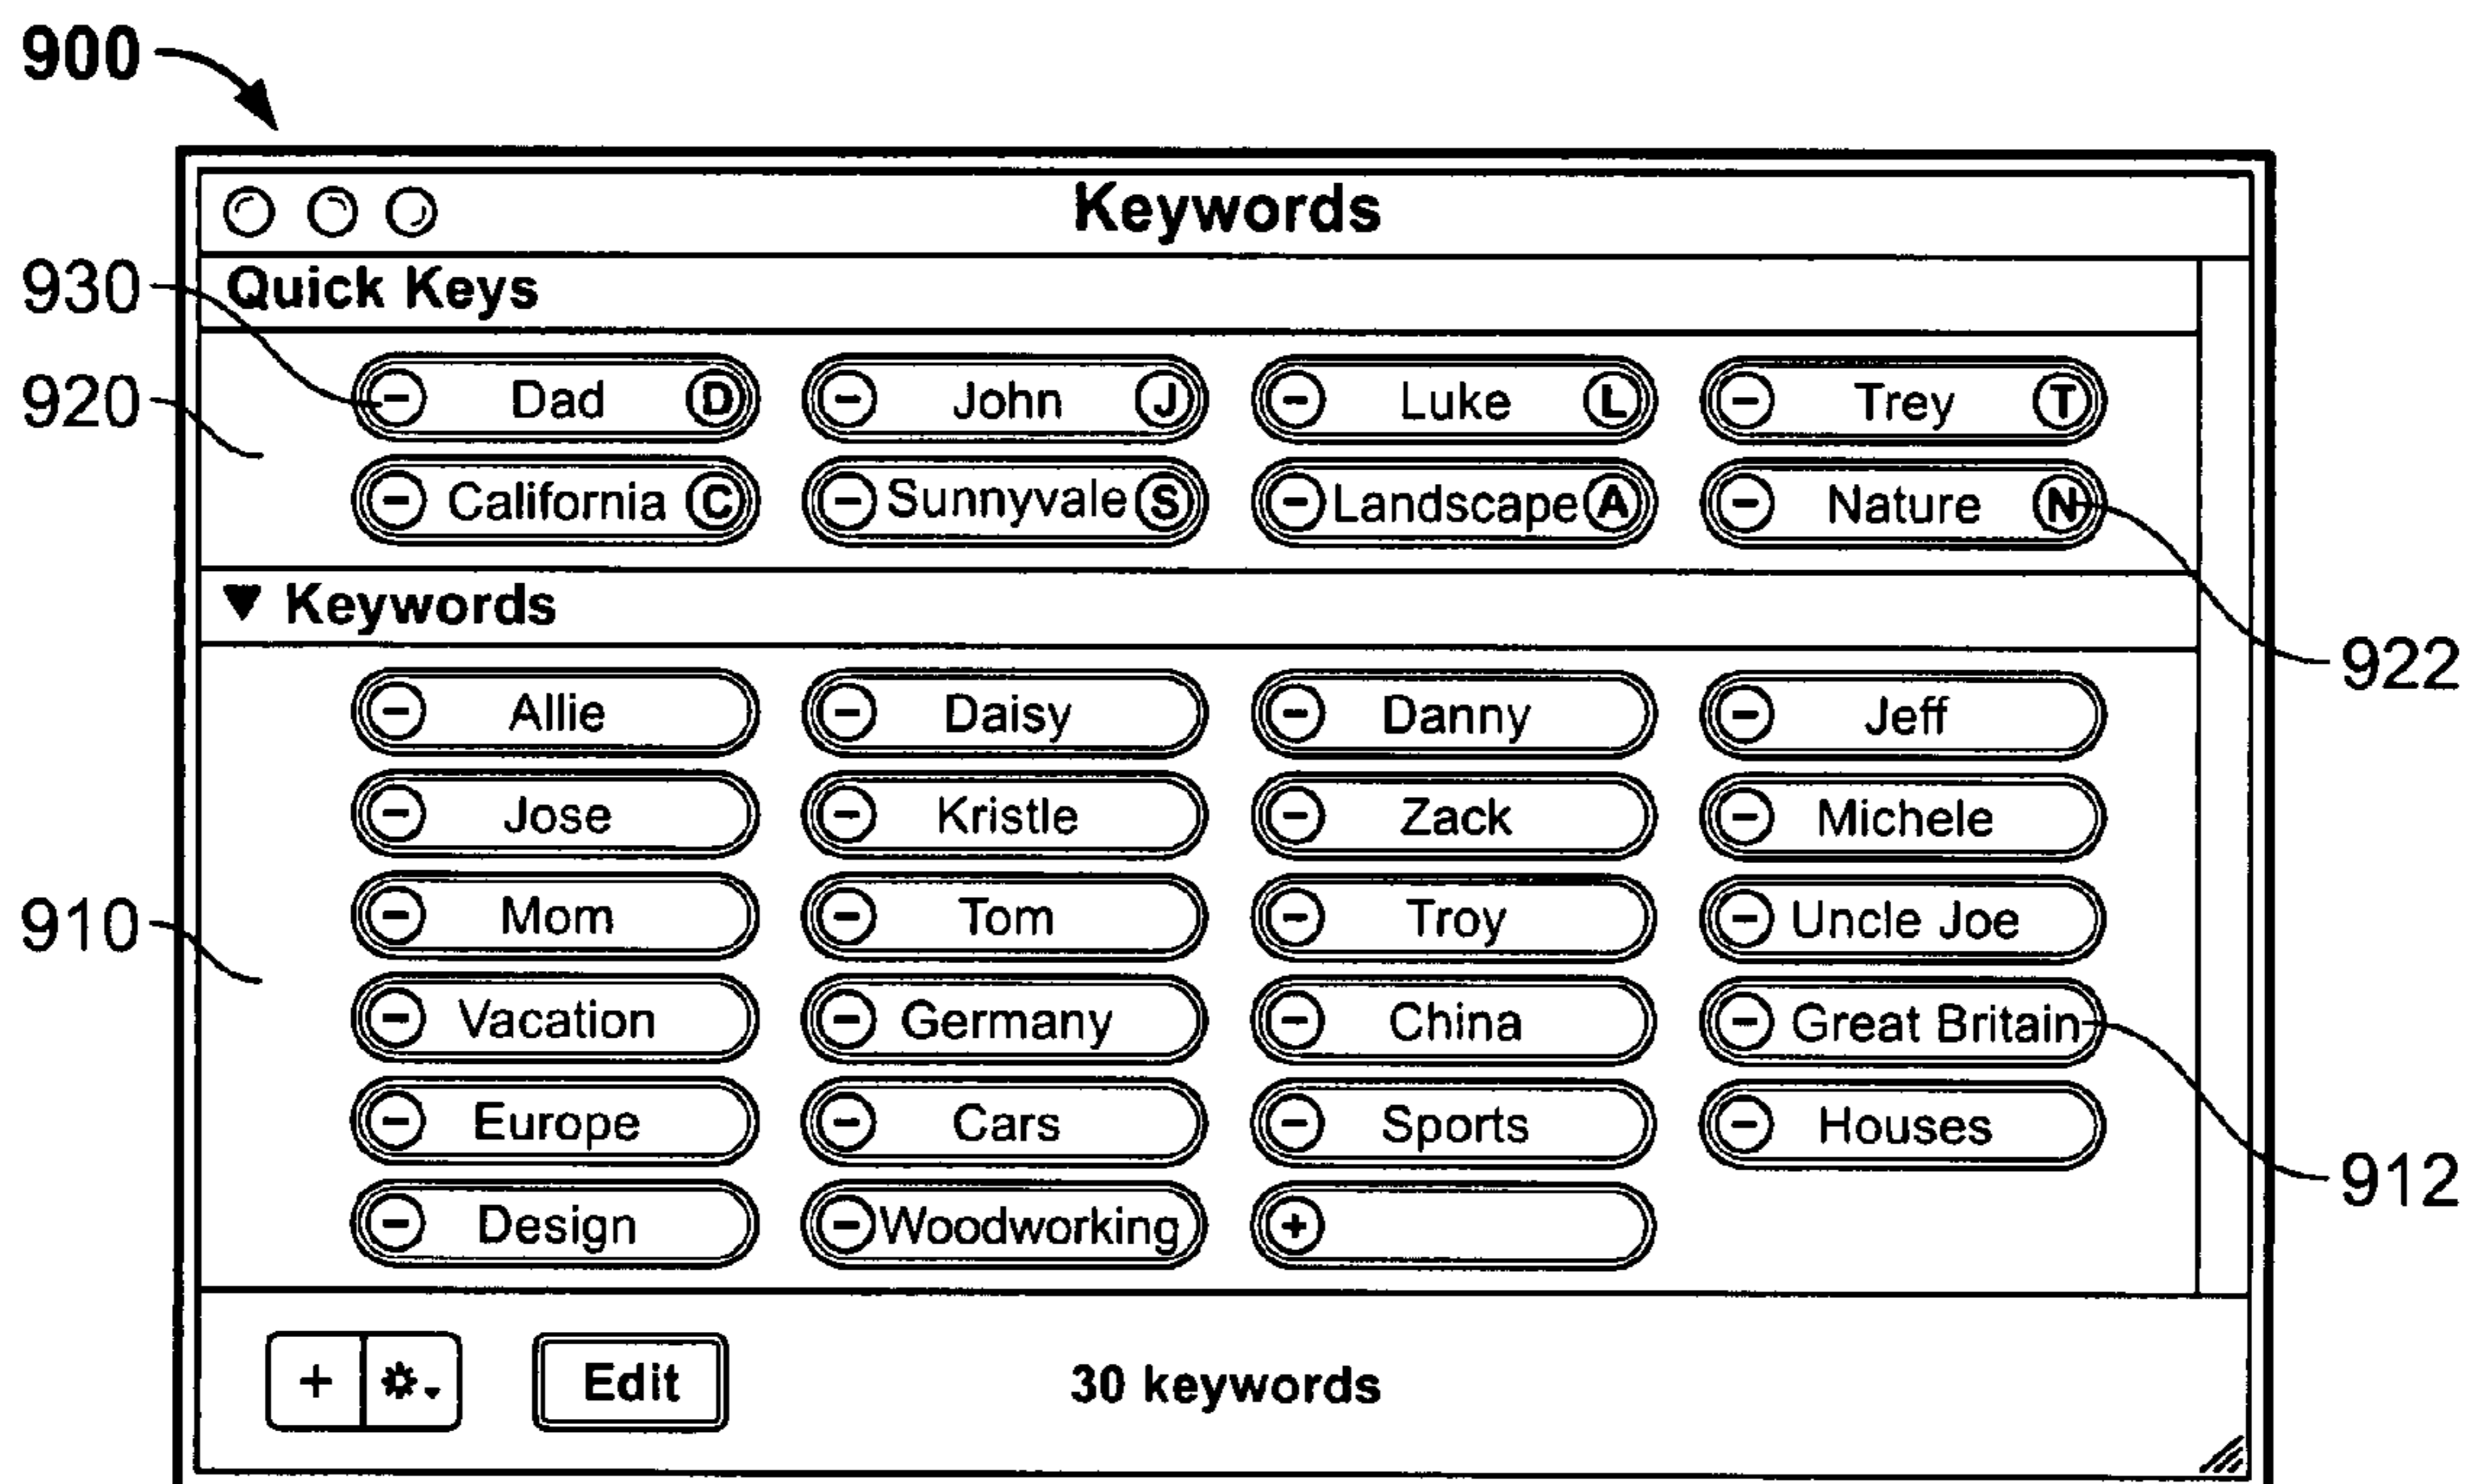 900
Keywords
930 Quick Keys
920 − Dad D − John J − Luke L − Trey T
− California C − Sunnyvale S − Landscape A − Nature N
▼ Keywords
922
− Allie − Daisy − Danny − Jeff
− Jose − Kristle − Zack − Michele
910 − Mom − Tom − Troy − Uncle Joe
− Vacation − Germany − China − Great Britain
− Europe − Cars − Sports − Houses
912
− Design − Woodworking +
+ Edit 30 keywords